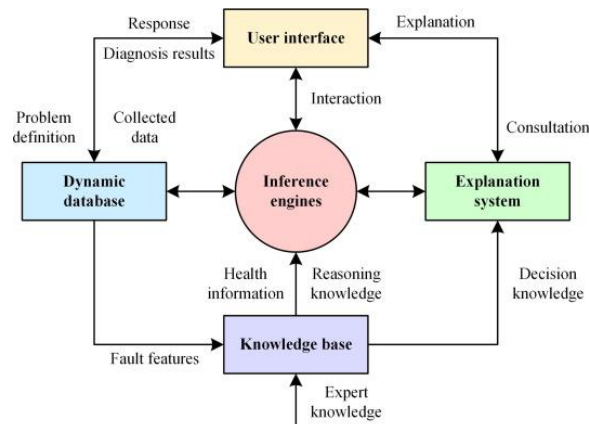 Response
Diagnosis results
User interface
Explanation
Interaction
Problem
definition
Collected
data
Consultation
Dynamic
database
Inference
engines
Explanation
system
Health
information
Reasoning
knowledge
Decision
knowledge
Fault features
Knowledge base
Expert
knowledge